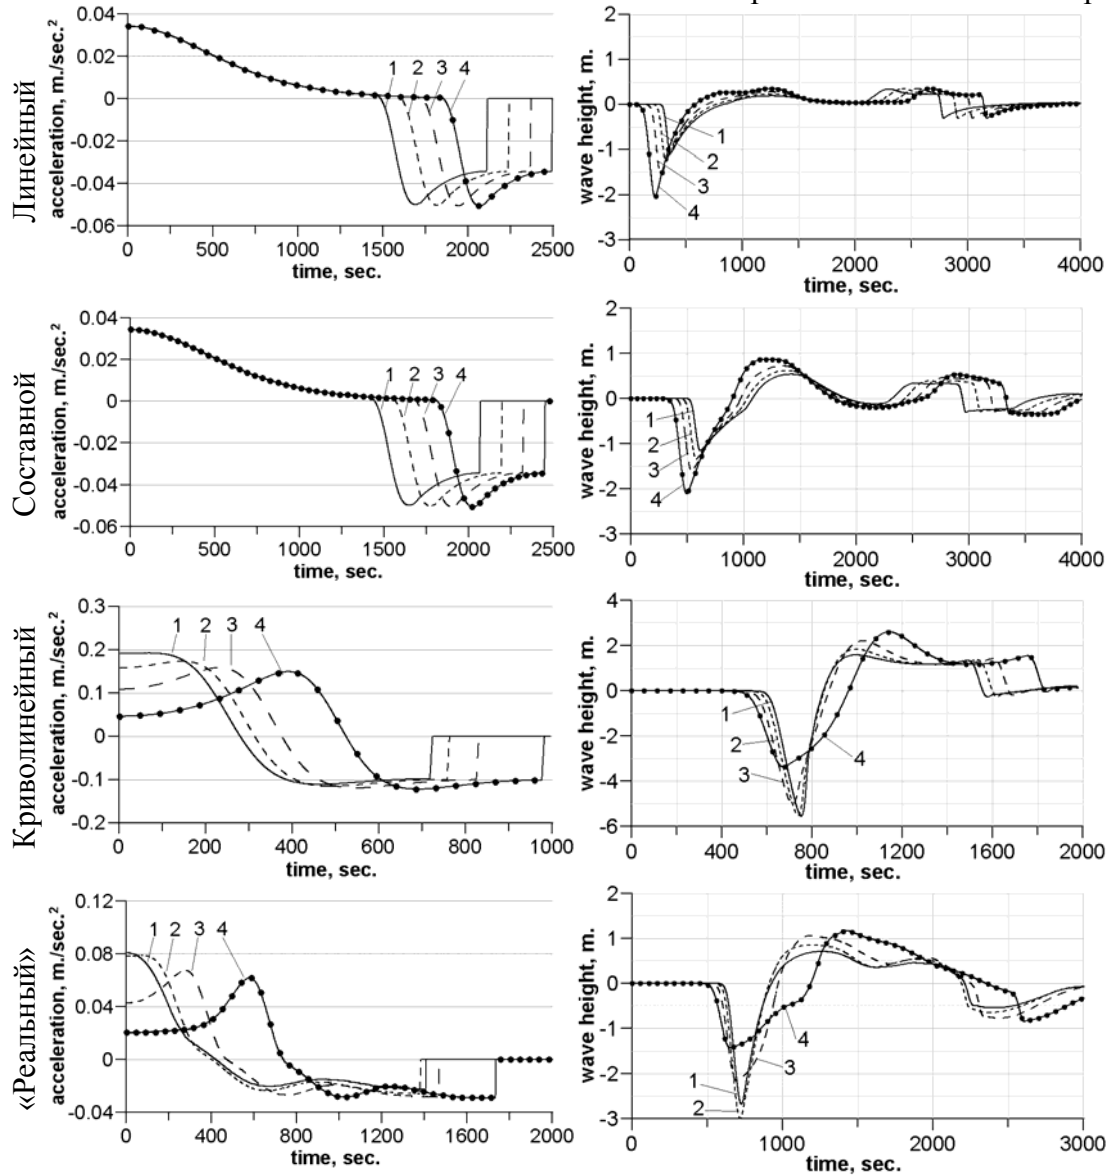 Линейный
acceleration, m./sec.²
0.04
0.02
0
-0.02
-0.04
-0.06
1 2 3 4
0 500 1000 1500 2000 2500
time, sec.
wave height, m.
2
1
0
-1
-2
-3
1
2
3
4
0 1000 2000 3000 4000
time, sec.
Составной
acceleration, m./sec.²
0.04
0.02
0
-0.02
-0.04
-0.06
1 2 3 4
0 500 1000 1500 2000 2500
time, sec.
wave height, m.
2
1
0
-1
-2
-3
1
2
3
4
0 1000 2000 3000 4000
time, sec.
Криволинейный
acceleration, m./sec.²
0.3
0.2
0.1
0
-0.1
-0.2
1 2 3 4
0 200 400 600 800 1000
time, sec.
wave height, m.
4
2
0
-2
-4
-6
1
2
3
4
0 400 800 1200 1600 2000
time, sec.
«Реальный»
acceleration, m./sec.²
0.12
0.08
0.04
0
-0.04
1 2 3 4
0 400 800 1200 1600 2000
time, sec.
wave height, m.
2
1
0
-1
-2
-3
4
3
1
2
0 1000 2000 3000
time, sec.